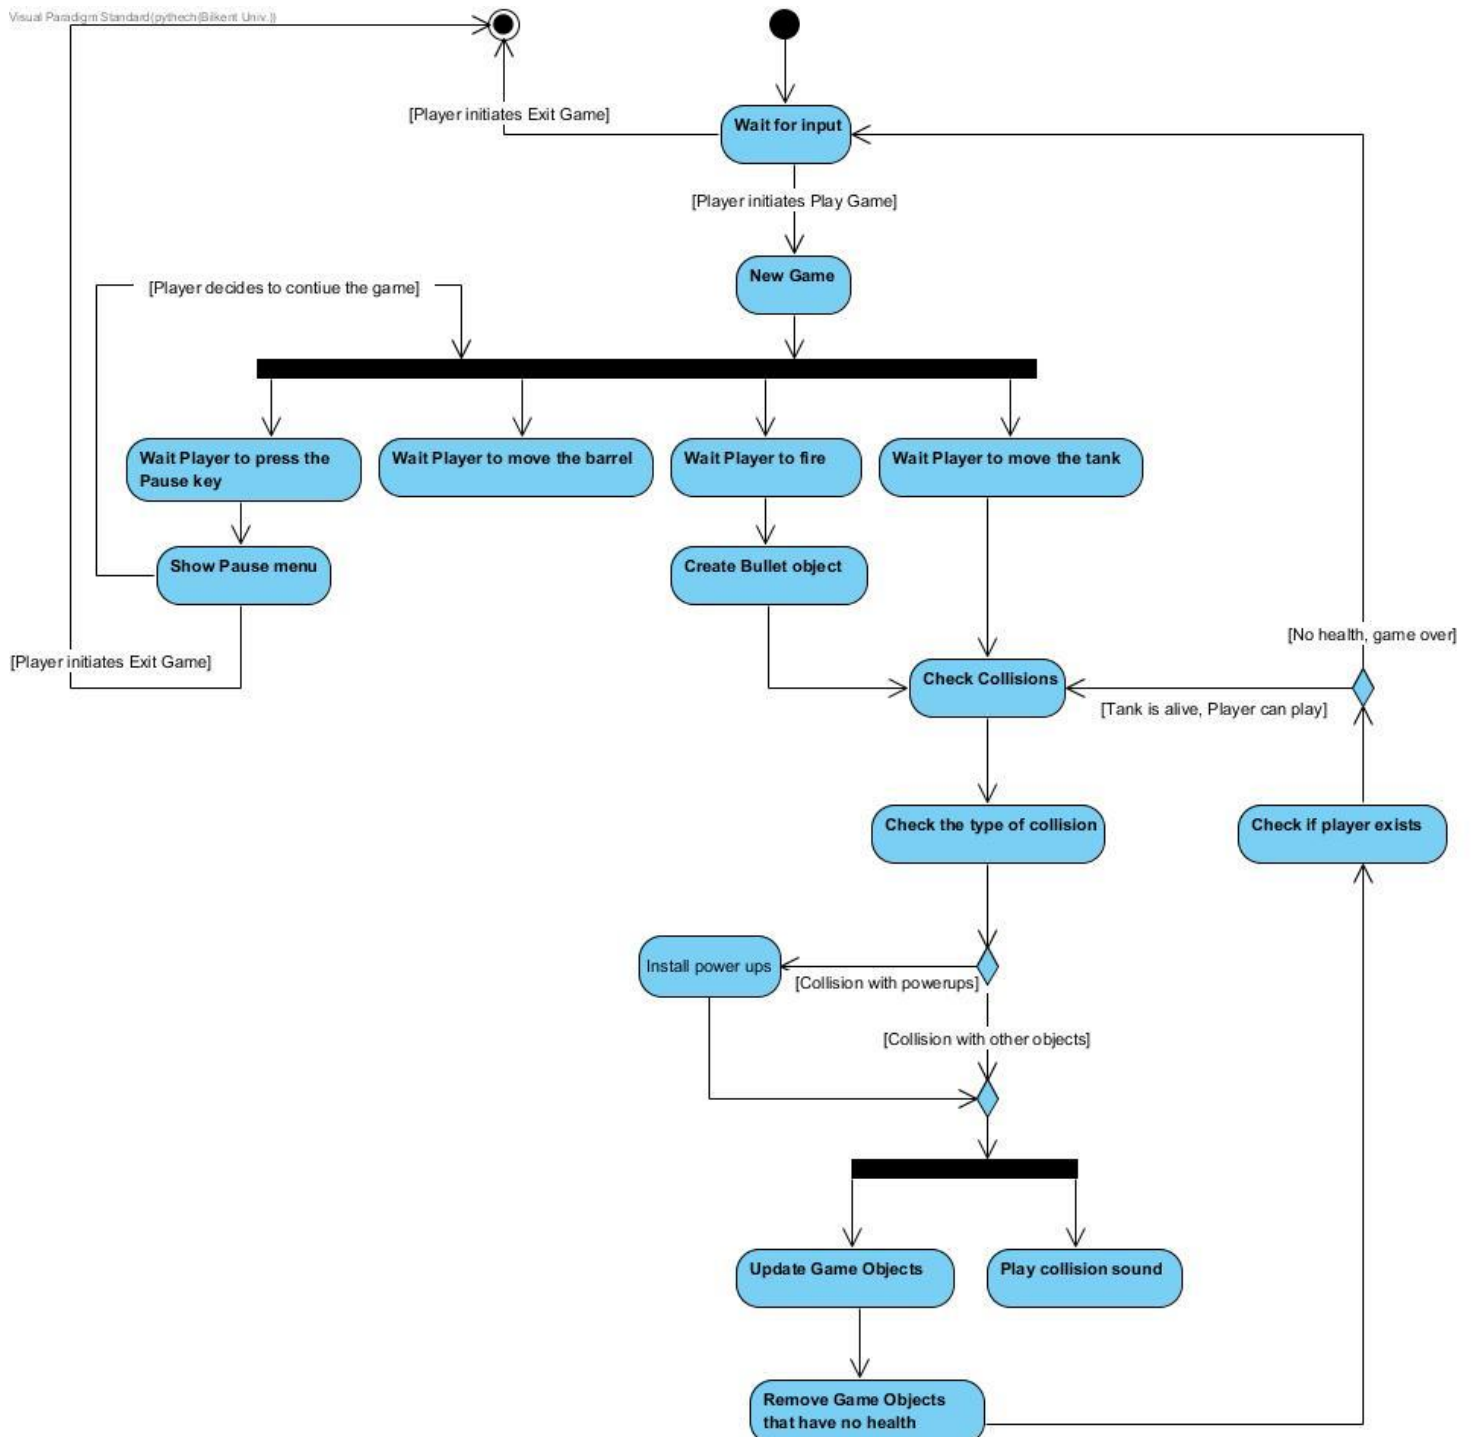 Visual Paradigm Standard(pythech(Bilkent Univ.))
[Player initiates Exit Game]
Wait for input
[Player initiates Play Game]
New Game
[Player decides to contiue the game]
Wait Player to press the
Pause key
Wait Player to move the barrel
Wait Player to fire
Wait Player to move the tank
Show Pause menu
Create Bullet object
[Player initiates Exit Game]
[No health, game over]
Check Collisions
[Tank is alive, Player can play]
Check the type of collision
Check if player exists
Install power ups
[Collision with powerups]
[Collision with other objects]
Update Game Objects
Play collision sound
Remove Game Objects
that have no health